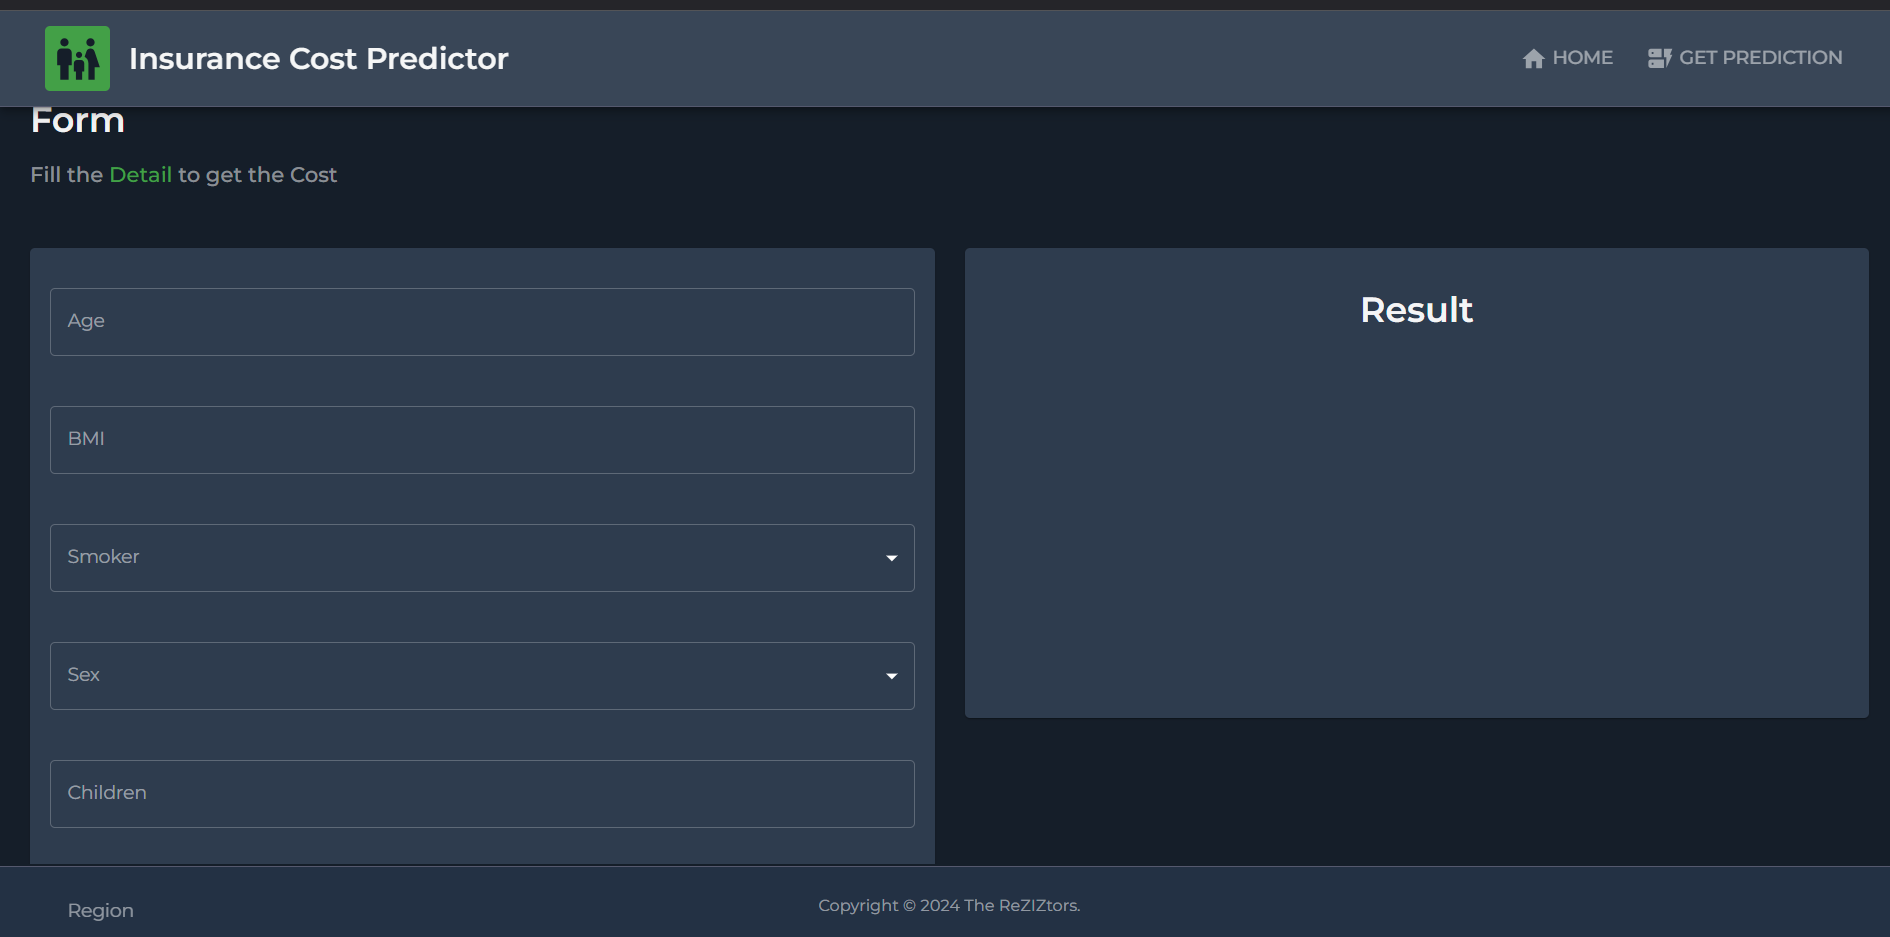 Insurance Cost Predictor
HOME
GET PREDICTION
Form
Fill the Detail to get the Cost
Age
BMI
Smoker
Sex
Children
Region
Result
Copyright © 2024 The ReZIZtors.